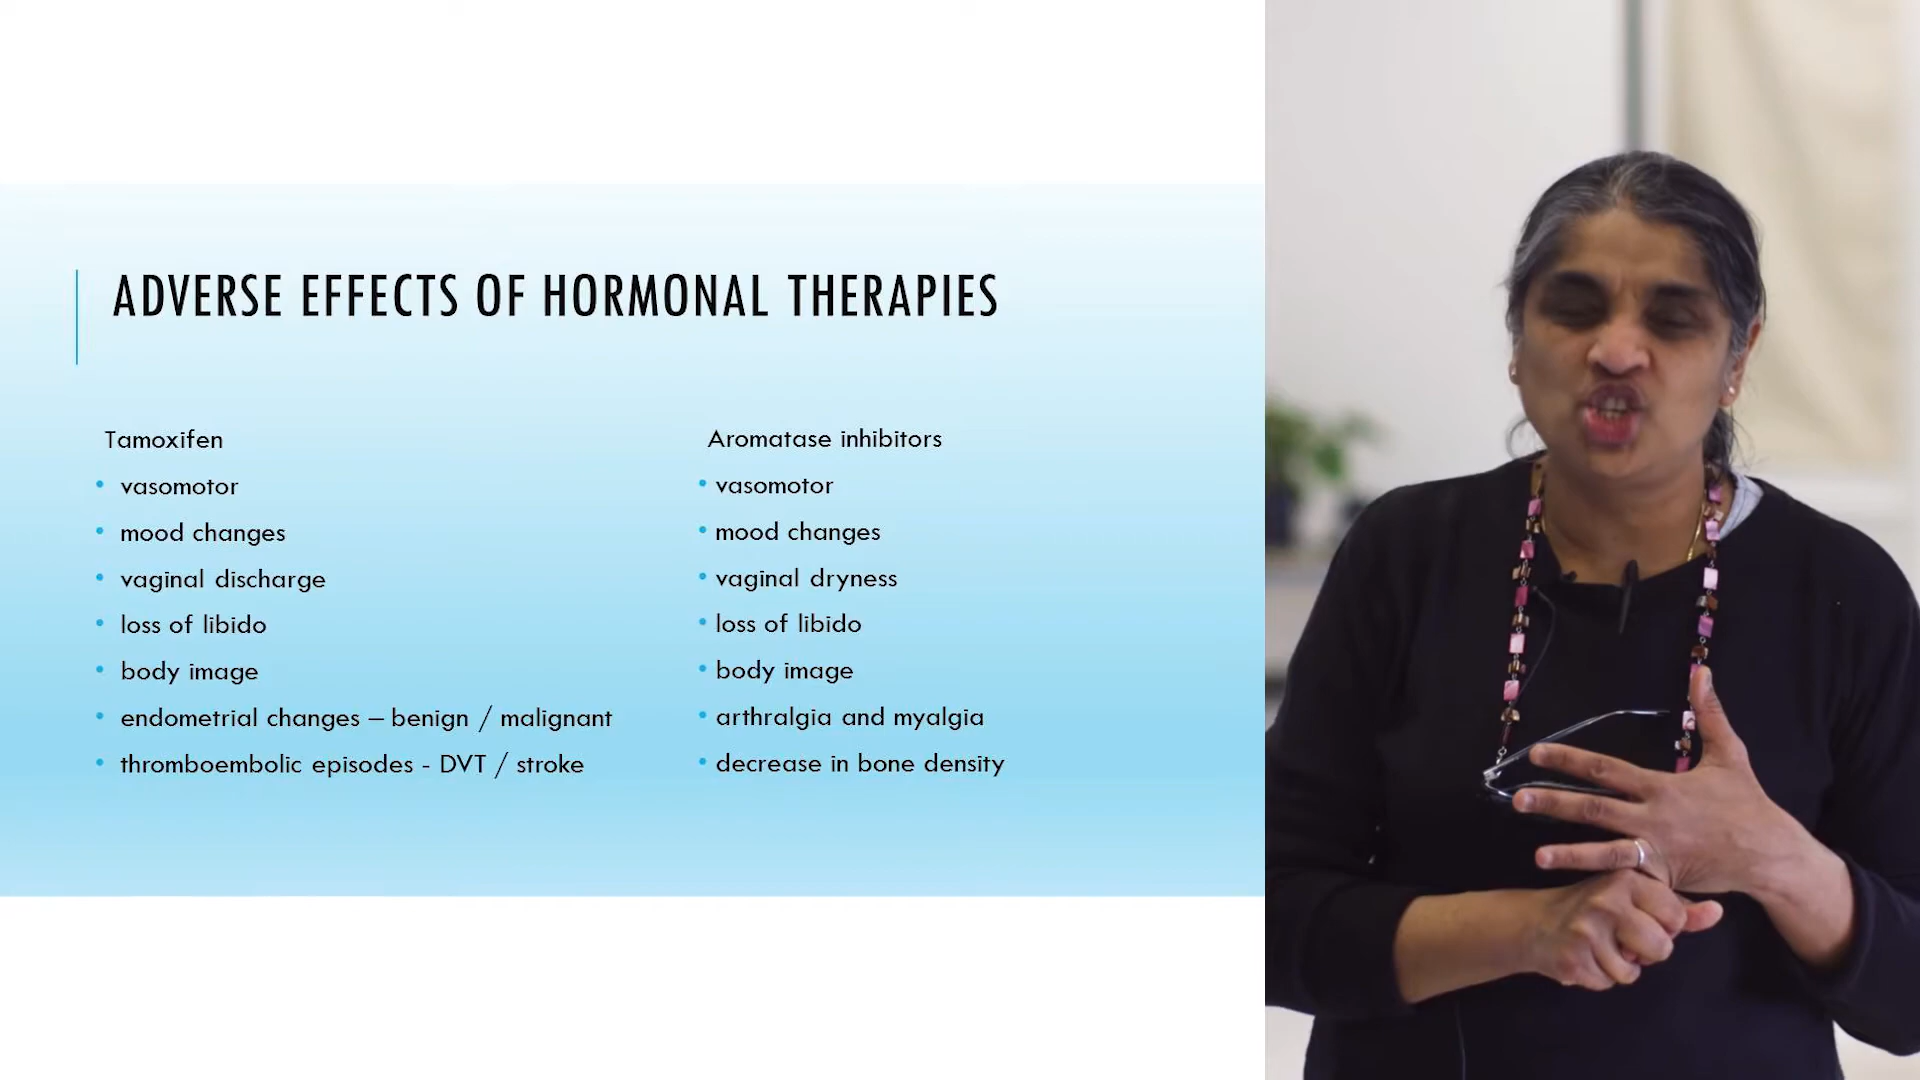 ADVERSE EFFECTS OF HORMONAL THERAPIES
Tamoxifen
• vasomotor
• mood changes
• vaginal discharge
• loss of libido
• body image
• endometrial changes – benign / malignant
• thromboembolic episodes - DVT / stroke
Aromatase inhibitors
• vasomotor
• mood changes
• vaginal dryness
• loss of libido
• body image
• arthralgia and myalgia
• decrease in bone density